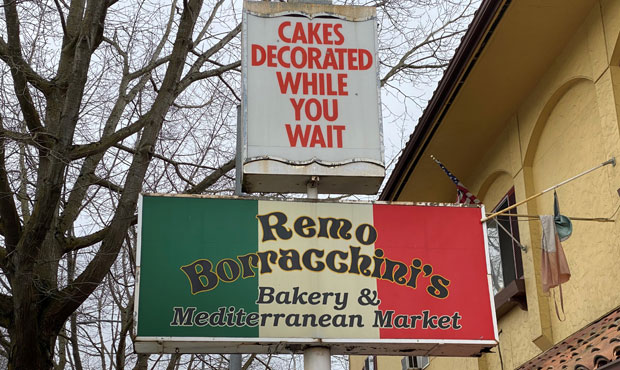 CAKES
DECORATED
WHILE
YOU
WAIT
Remo
Borracchini's
Bakery &
Mediterranean Market